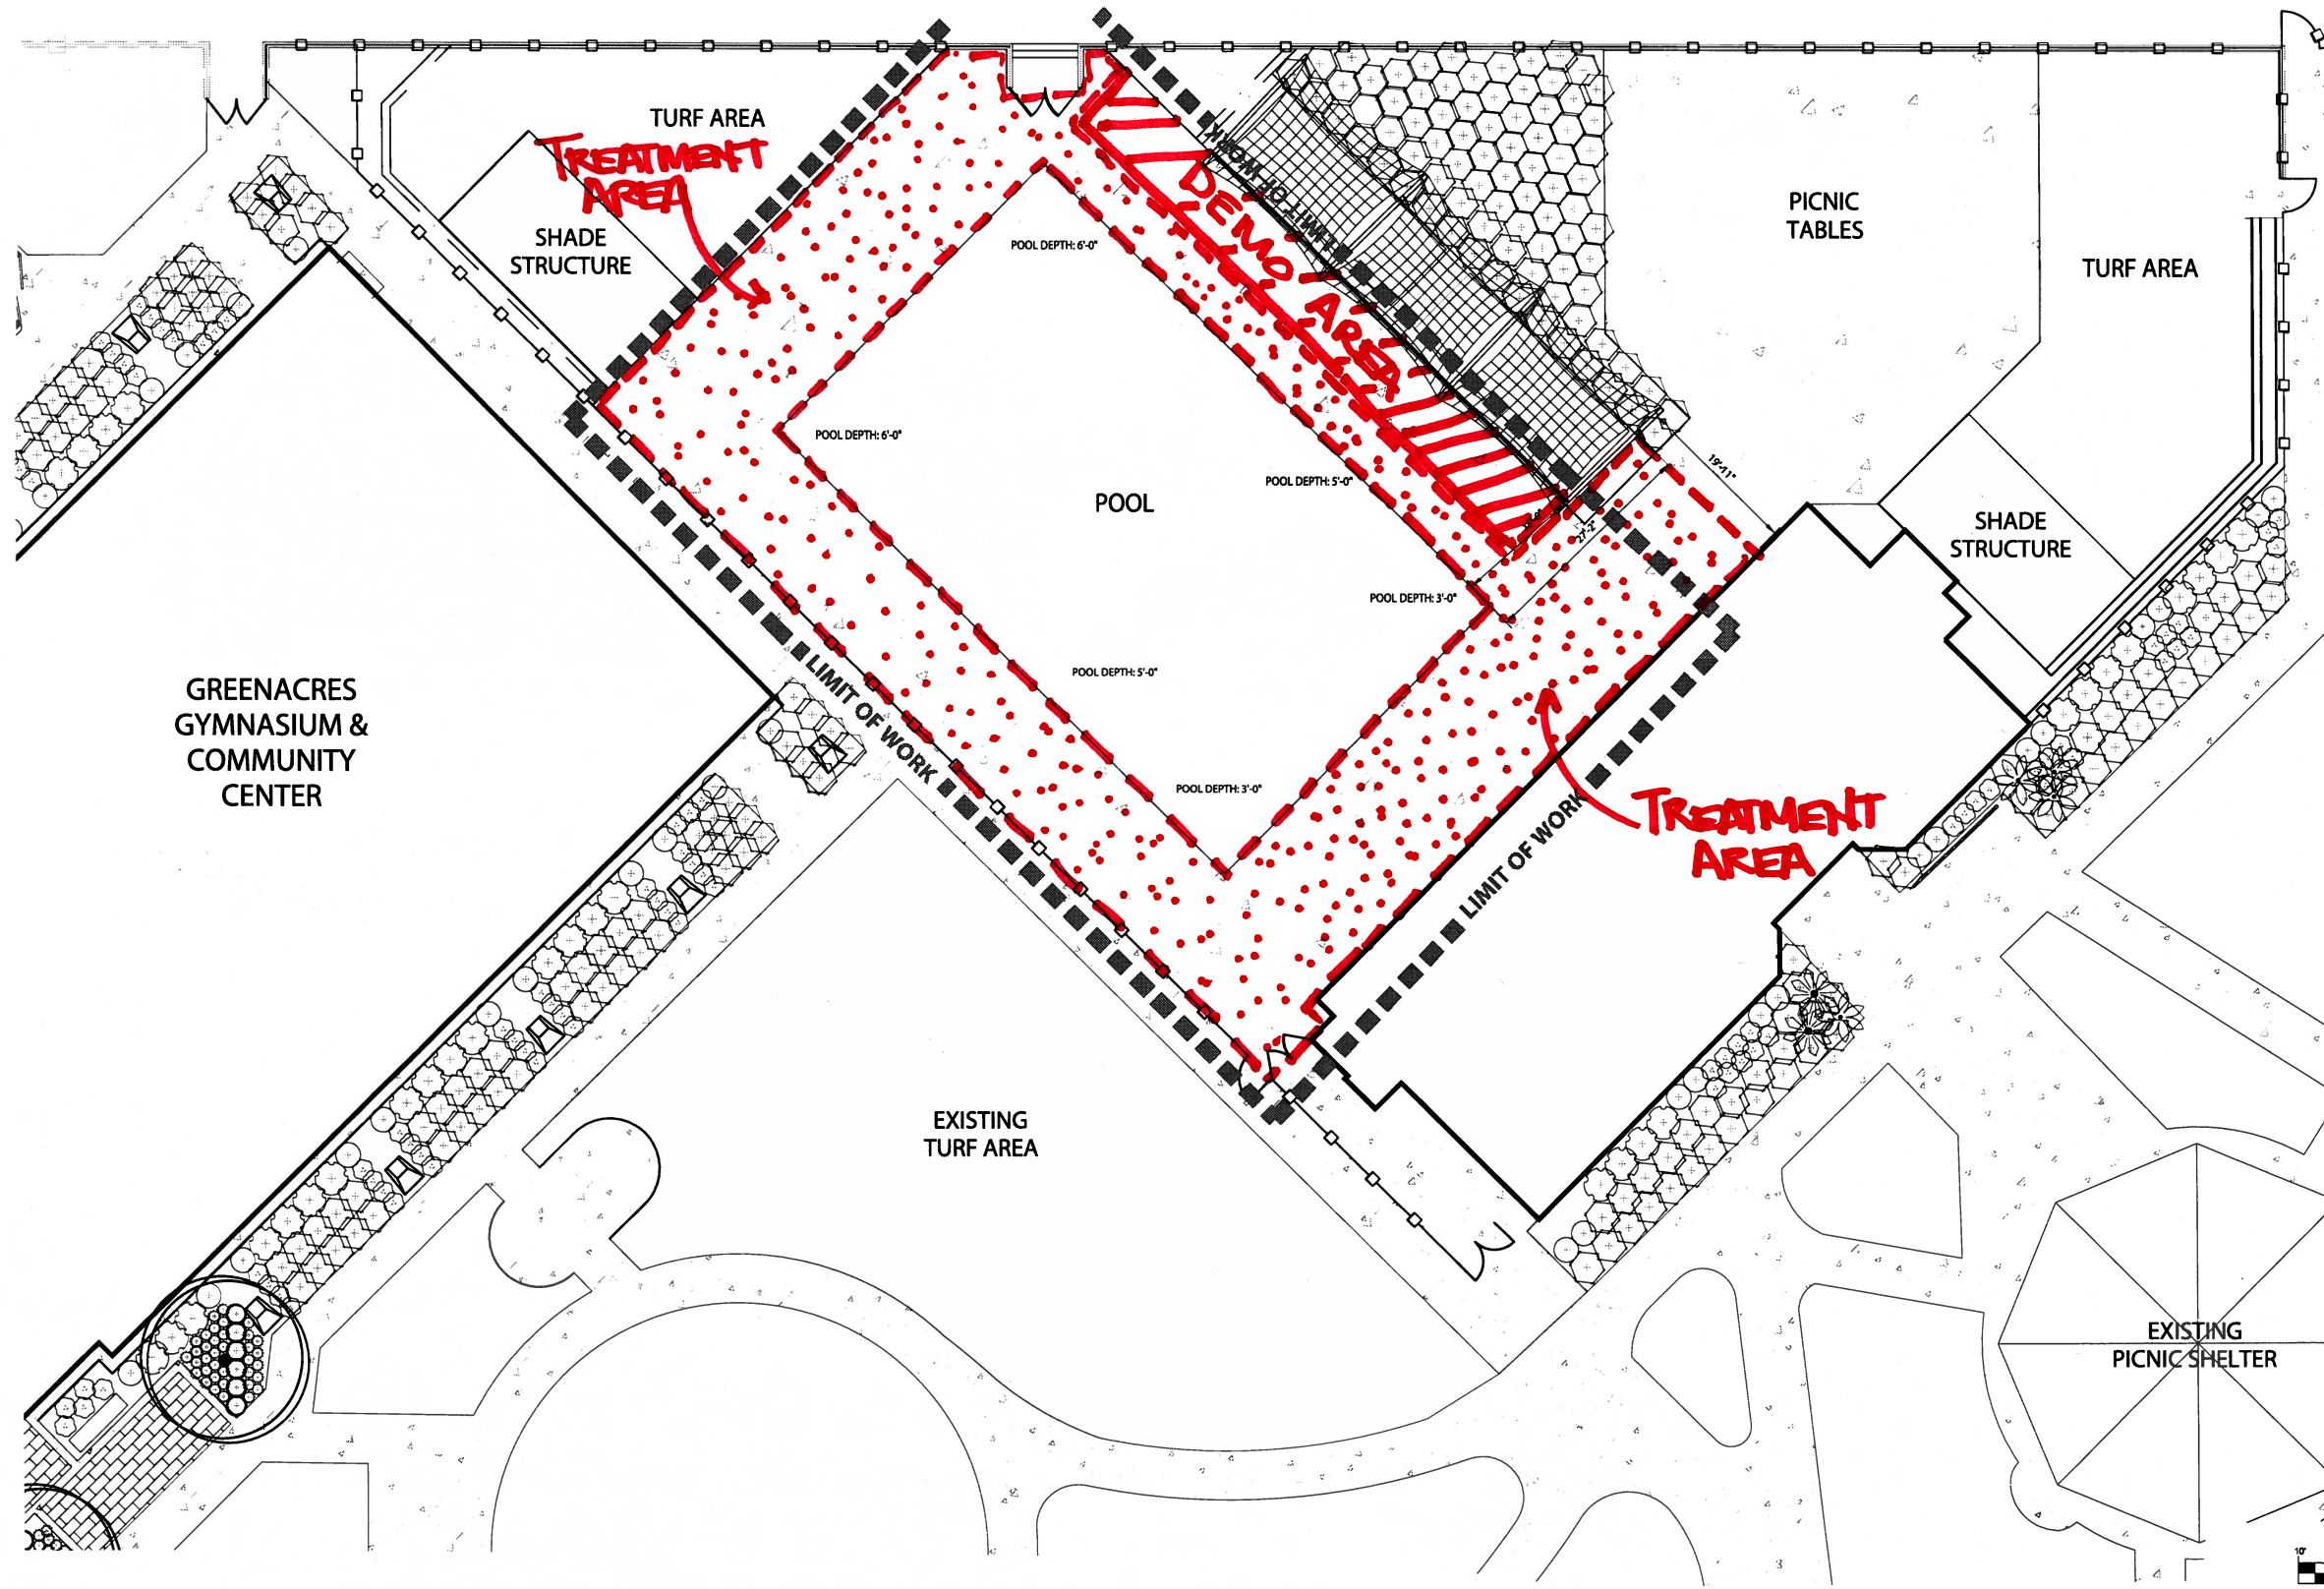 TURF AREA
TREATMENT
AREA
SHADE
STRUCTURE
POOL DEPTH: 6'-0"
LIMIT OF WORK
DEMO AREA
PICNIC
TABLES
TURF AREA
POOL DEPTH: 6'-0"
POOL DEPTH: 5'-0"
POOL
19'-11"
27'-2"
SHADE
STRUCTURE
POOL DEPTH: 3'-0"
POOL DEPTH: 5'-0"
GREENACRES
GYMNASIUM &
COMMUNITY
CENTER
LIMIT OF WORK
POOL DEPTH: 3'-0"
LIMIT OF WORK
TREATMENT
AREA
EXISTING
TURF AREA
EXISTING
PICNIC SHELTER
10'